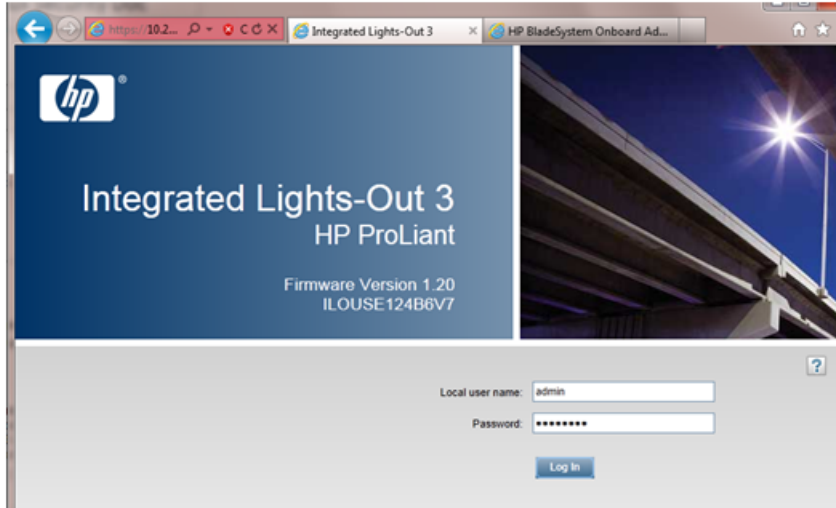 https://10.2...
Integrated Lights-Out 3
HP BladeSystem Onboard Ad...
hp
Integrated Lights-Out 3
HP ProLiant
Firmware Version 1.20
ILOUSE124B6V7
?
Local user name: admin
Password: ••••••••
Log In